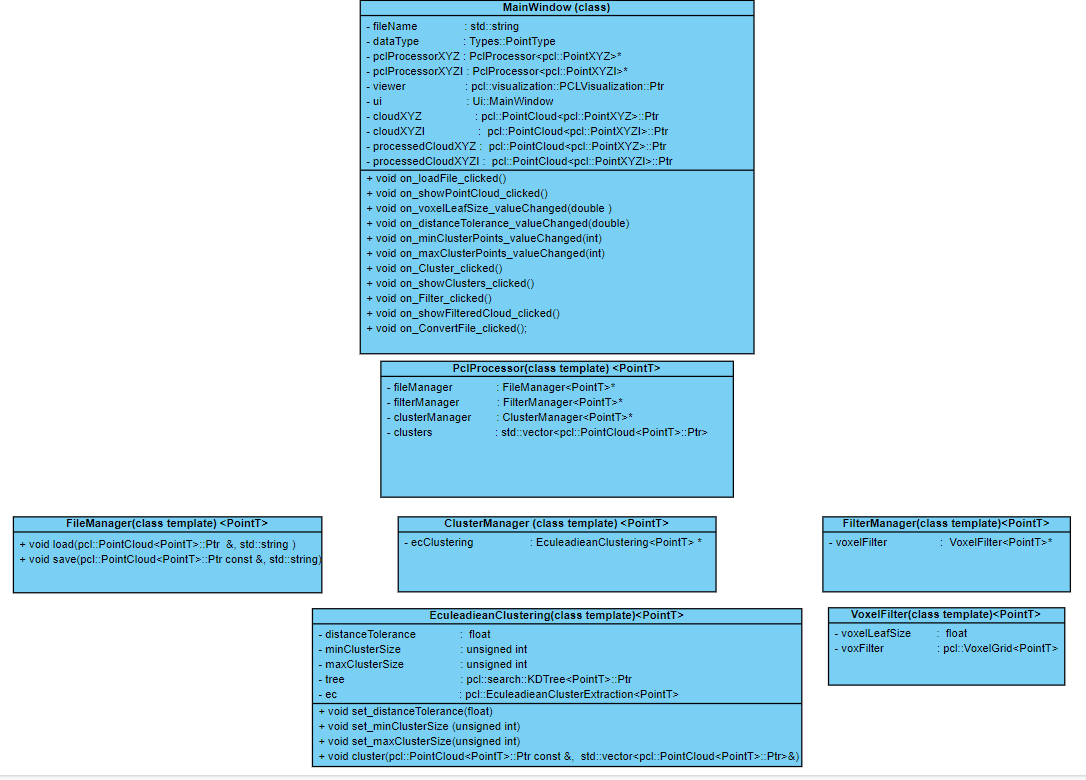 MainWindow (class)
- fileName : std::string
- dataType : Types::PointType
- pclProcessorXYZ : PclProcessor<pcl::PointXYZ>*
- pclProcessorXYZI : PclProcessor<pcl::PointXYZI>*
- viewer : pcl::visualization::PCLVisualization::Ptr
- ui : Ui::MainWindow
- cloudXYZ : pcl::PointCloud<pcl::PointXYZ>::Ptr
- cloudXYZI : pcl::PointCloud<pcl::PointXYZI>::Ptr
- processedCloudXYZ : pcl::PointCloud<pcl::PointXYZ>::Ptr
- processedCloudXYZI : pcl::PointCloud<pcl::PointXYZI>::Ptr
+ void on_loadFile_clicked()
+ void on_showPointCloud_clicked()
+ void on_voxelLeafSize_valueChanged(double )
+ void on_distanceTolerance_valueChanged(double)
+ void on_minClusterPoints_valueChanged(int)
+ void on_maxClusterPoints_valueChanged(int)
+ void on_Cluster_clicked()
+ void on_showClusters_clicked()
+ void on_Filter_clicked()
+ void on_showFilteredCloud_clicked()
+ void on_ConvertFile_clicked();
PclProcessor(class template) <PointT>
- fileManager : FileManager<PointT>*
- filterManager : FilterManager<PointT>*
- clusterManager : ClusterManager<PointT>*
- clusters : std::vector<pcl::PointCloud<PointT>::Ptr>
FileManager(class template) <PointT>
+ void load(pcl::PointCloud<PointT>::Ptr &, std::string )
+ void save(pcl::PointCloud<PointT>::Ptr const &, std::string)
ClusterManager (class template) <PointT>
- ecClustering : EculeadieanClustering<PointT> *
FilterManager(class template)<PointT>
- voxelFilter : VoxelFilter<PointT>*
EculeadieanClustering(class template)<PointT>
- distanceTolerance : float
- minClusterSize : unsigned int
- maxClusterSize : unsigned int
- tree : pcl::search::KDTree<PointT>::Ptr
- ec : pcl::EculeadieanClusterExtraction<PointT>
+ void set_distanceTolerance(float)
+ void set_minClusterSize (unsigned int)
+ void set_maxClusterSize(unsigned int)
+ void cluster(pcl::PointCloud<PointT>::Ptr const &, std::vector<pcl::PointCloud<PointT>::Ptr>&)
VoxelFilter(class template)<PointT>
- voxelLeafSize : float
- voxFilter : pcl::VoxelGrid<PointT>